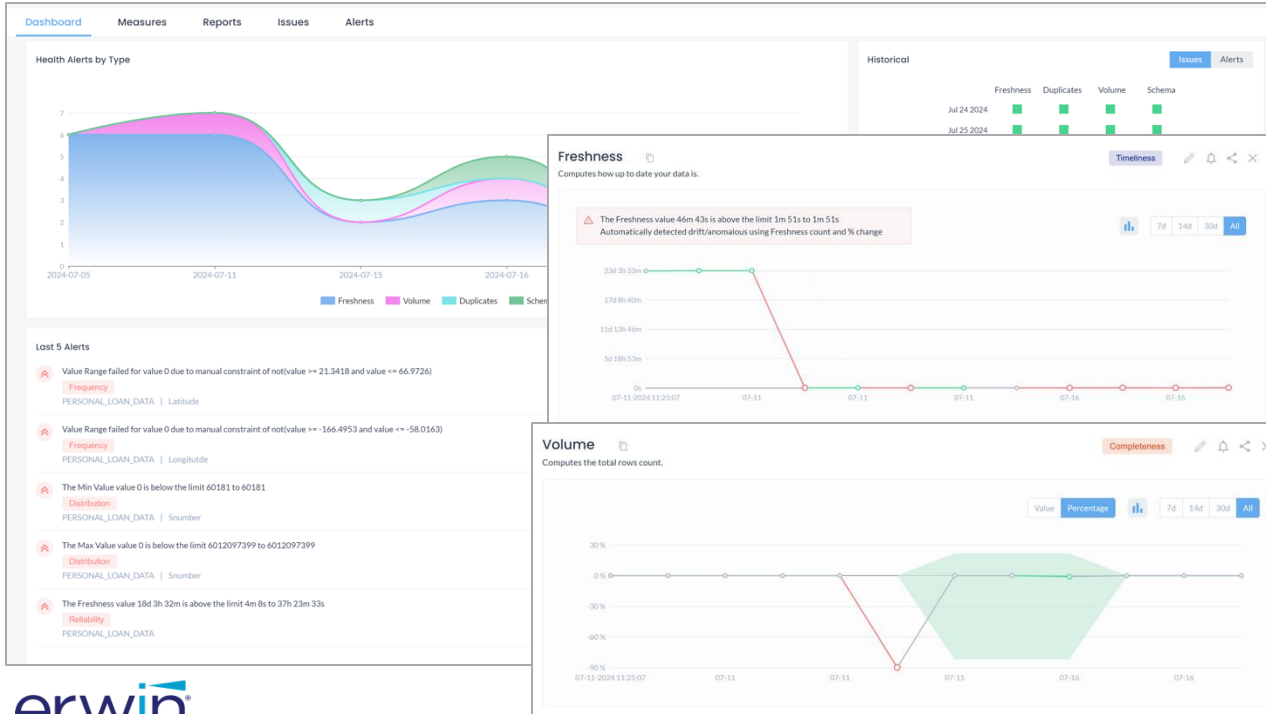 Dashboard Measures Reports Issues Alerts
Health Alerts by Type
7
6
5
4
3
2
1
0
2024-07-05 2024-07-11 2024-07-15 2024-07-16
Freshness Volume Duplicates
Historical
Issues Alerts
Freshness Duplicates Volume Schema
Jul 24 2024
Jul 25 2024
Freshness
Timeliness
Computes how up to date your data is.
The Freshness value 46m 43s is above the limit 1m 51s to 1m 51s
Automatically detected drift/anomalous using Freshness count and % change
7d 14d 30d All
23d 3h 33m
17d 8h 40m
11d 13h 46m
5d 18h 53m
0s
07-11-2024 11:25:07 07-11 07-11 07-11 07-16 07-16
Last 5 Alerts
Value Range failed for value 0 due to manual constraint of not(value >= 21.3418 and value <= 66.9726)
Frequency
PERSONAL_LOAN_DATA | Latitude
Value Range failed for value 0 due to manual constraint of not(value >= -166.4953 and value <= -58.0163)
Frequency
PERSONAL_LOAN_DATA | Longitutde
The Min Value value 0 is below the limit 60181 to 60181
Distribution
PERSONAL_LOAN_DATA | Snumber
The Max Value value 0 is below the limit 6012097399 to 6012097399
Distribution
PERSONAL_LOAN_DATA | Snumber
The Freshness value 18d 3h 32m is above the limit 4m 8s to 37h 23m 33s
Reliability
PERSONAL_LOAN_DATA
Volume
Completeness
Computes the total rows count.
Value Percentage 7d 14d 30d All
30 %
0 %
-30 %
-60 %
-90 %
07-11-2024 11:25:07 07-11 07-11 07-11 07-16 07-16
erwin®